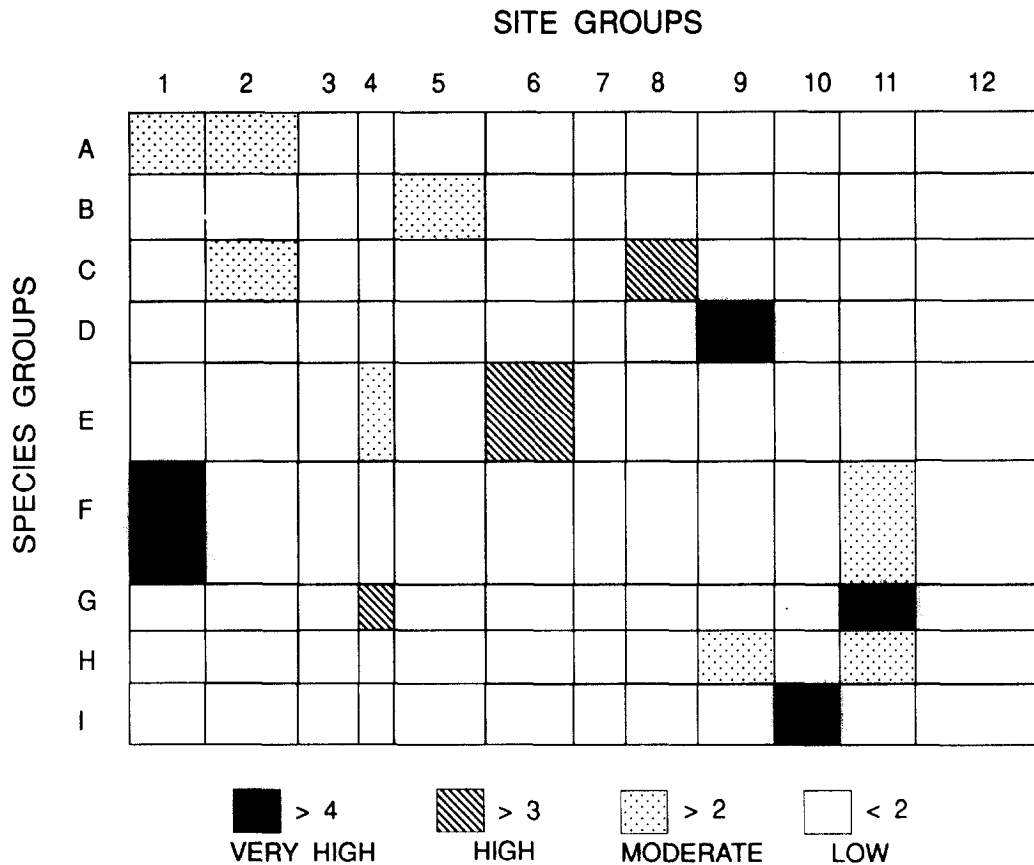 SITE GROUPS
1 2 3 4 5 6 7 8 9 10 11 12
SPECIES GROUPS
A
B
C
D
E
F
G
H
I
> 4 > 3 > 2 < 2
VERY HIGH HIGH MODERATE LOW